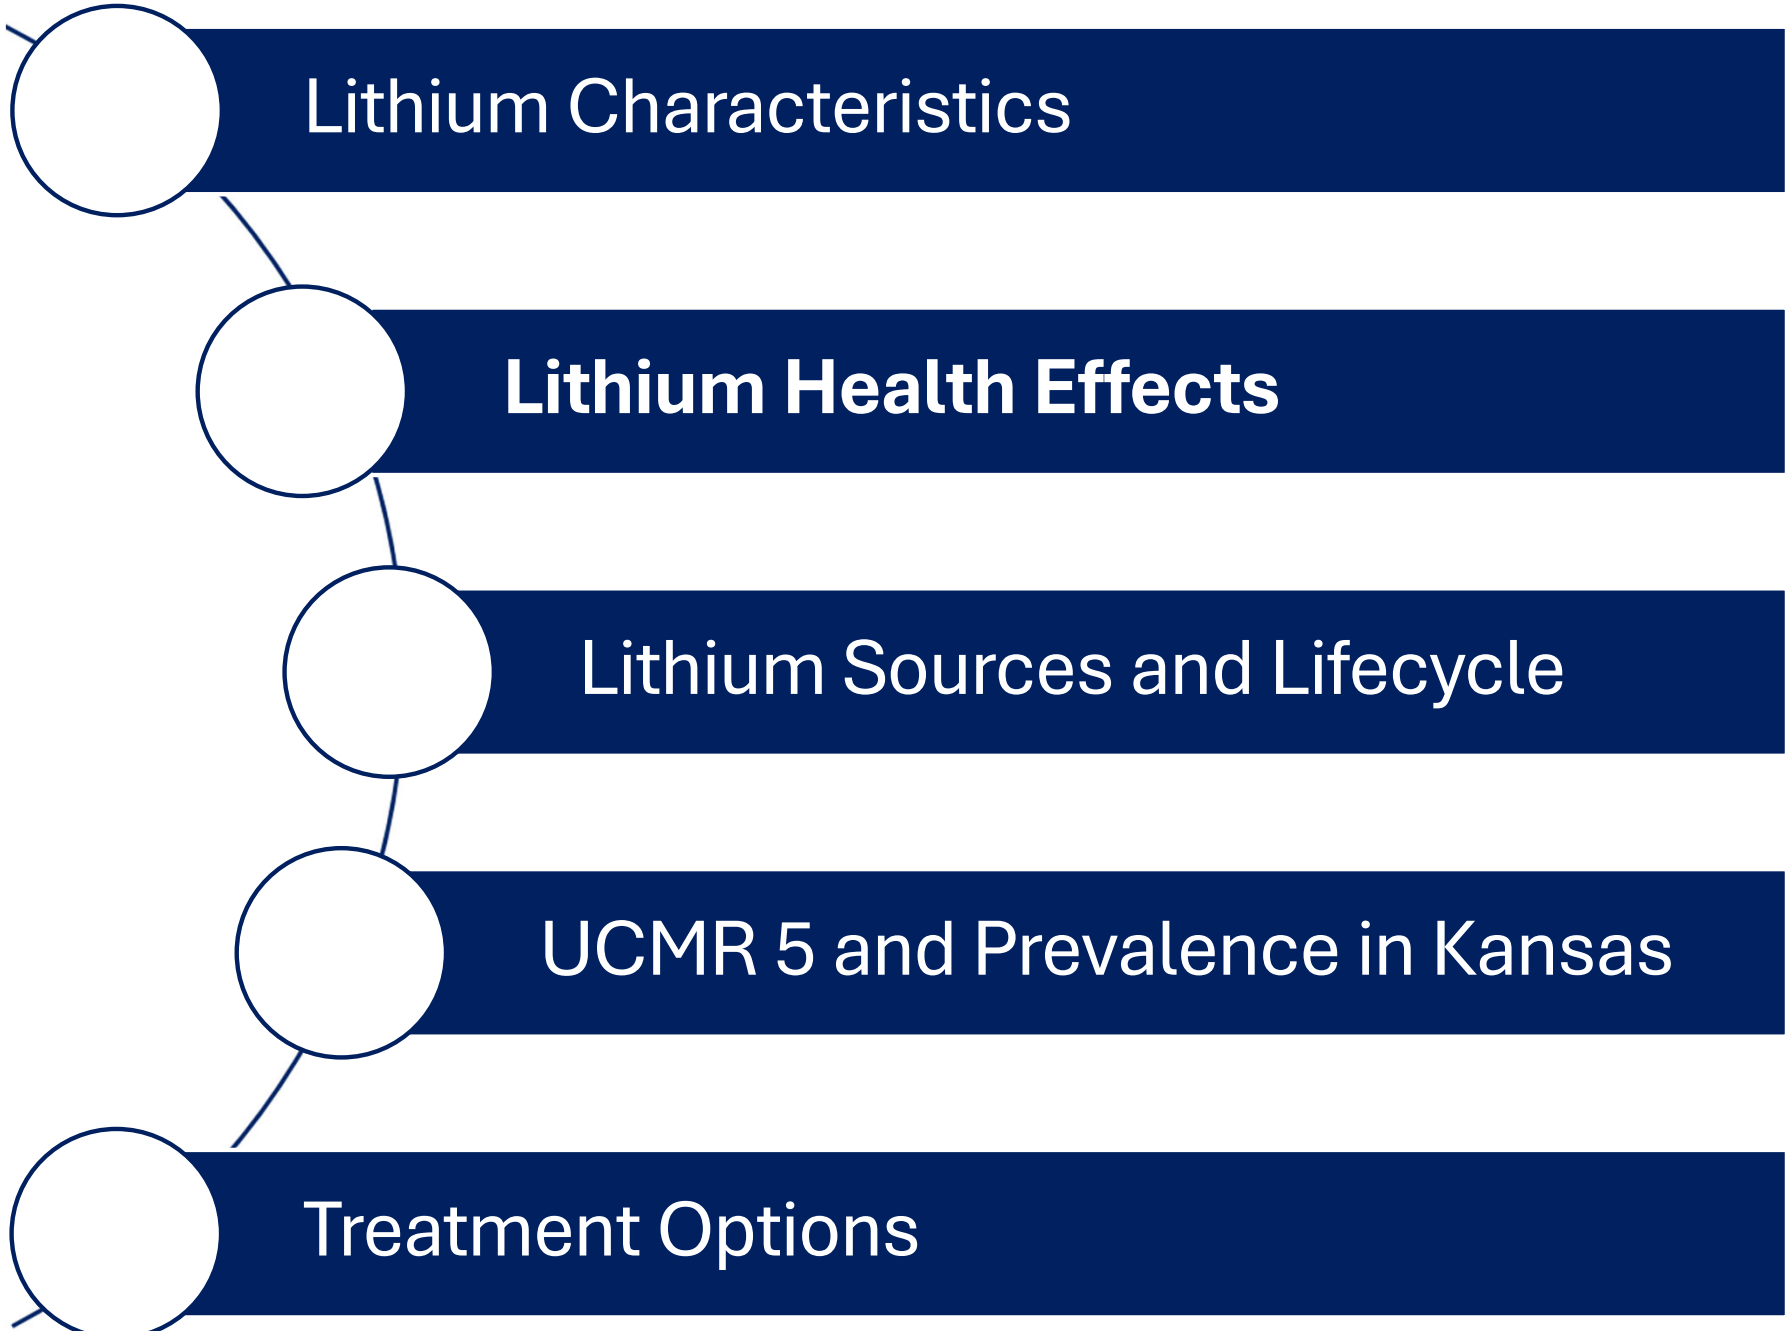 Lithium Characteristics
Lithium Health Effects
Lithium Sources and Lifecycle
UCMR 5 and Prevalence in Kansas
Treatment Options